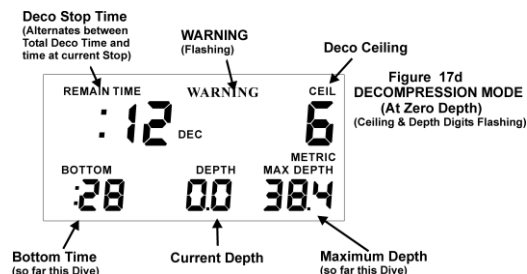 Deco Stop Time
(Alternates between
Total Deco Time and
time at current Stop)
WARNING
(Flashing)
Deco Ceiling
Figure 17d
DECOMPRESSION MODE
(At Zero Depth)
(Ceiling & Depth Digits Flashing)
REMAIN TIME
WARNING
CEIL
:12 DEC
6
METRIC
BOTTOM
DEPTH
MAX DEPTH
:28
0.0
38.4
Bottom Time
(so far this Dive)
Current Depth
Maximum Depth
(so far this Dive)